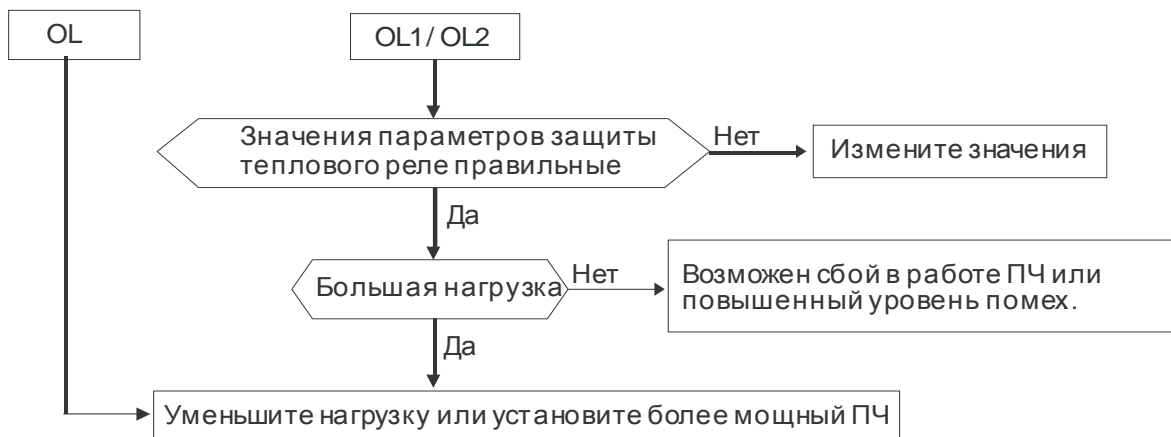 OL
OL1 / OL2
Значения параметров защиты
теплового реле правильные
Нет
Измените значения
Да
Большая нагрузка
Нет
Возможен сбой в работе ПЧ или
повышенный уровень помех.
Да
Уменьшите нагрузку или установите более мощный ПЧ